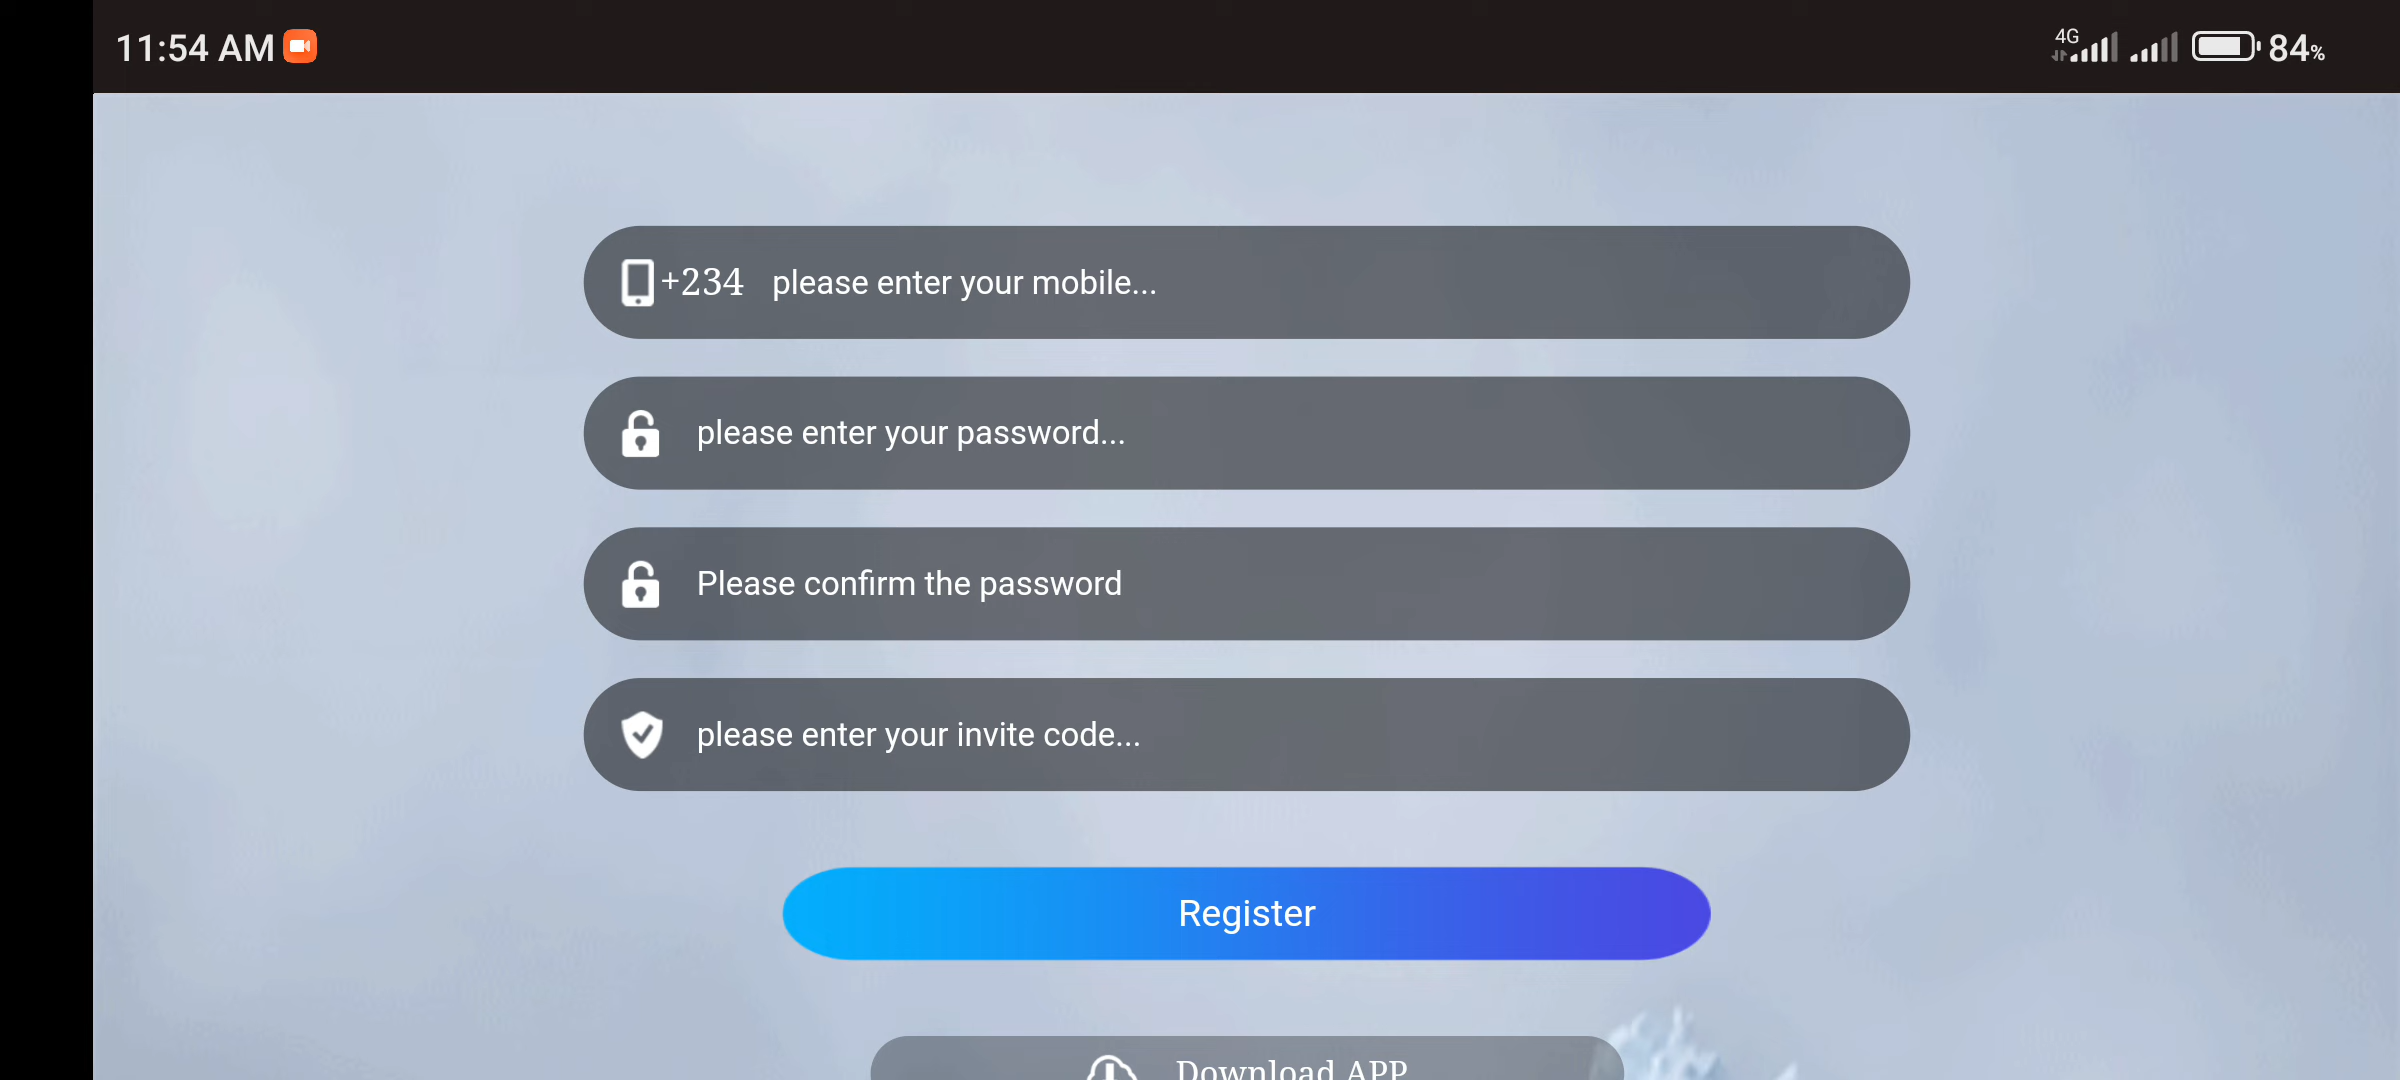 11:54 AM
4G
84%
+234 please enter your mobile...
please enter your password...
Please confirm the password
please enter your invite code...
Register
Download APP